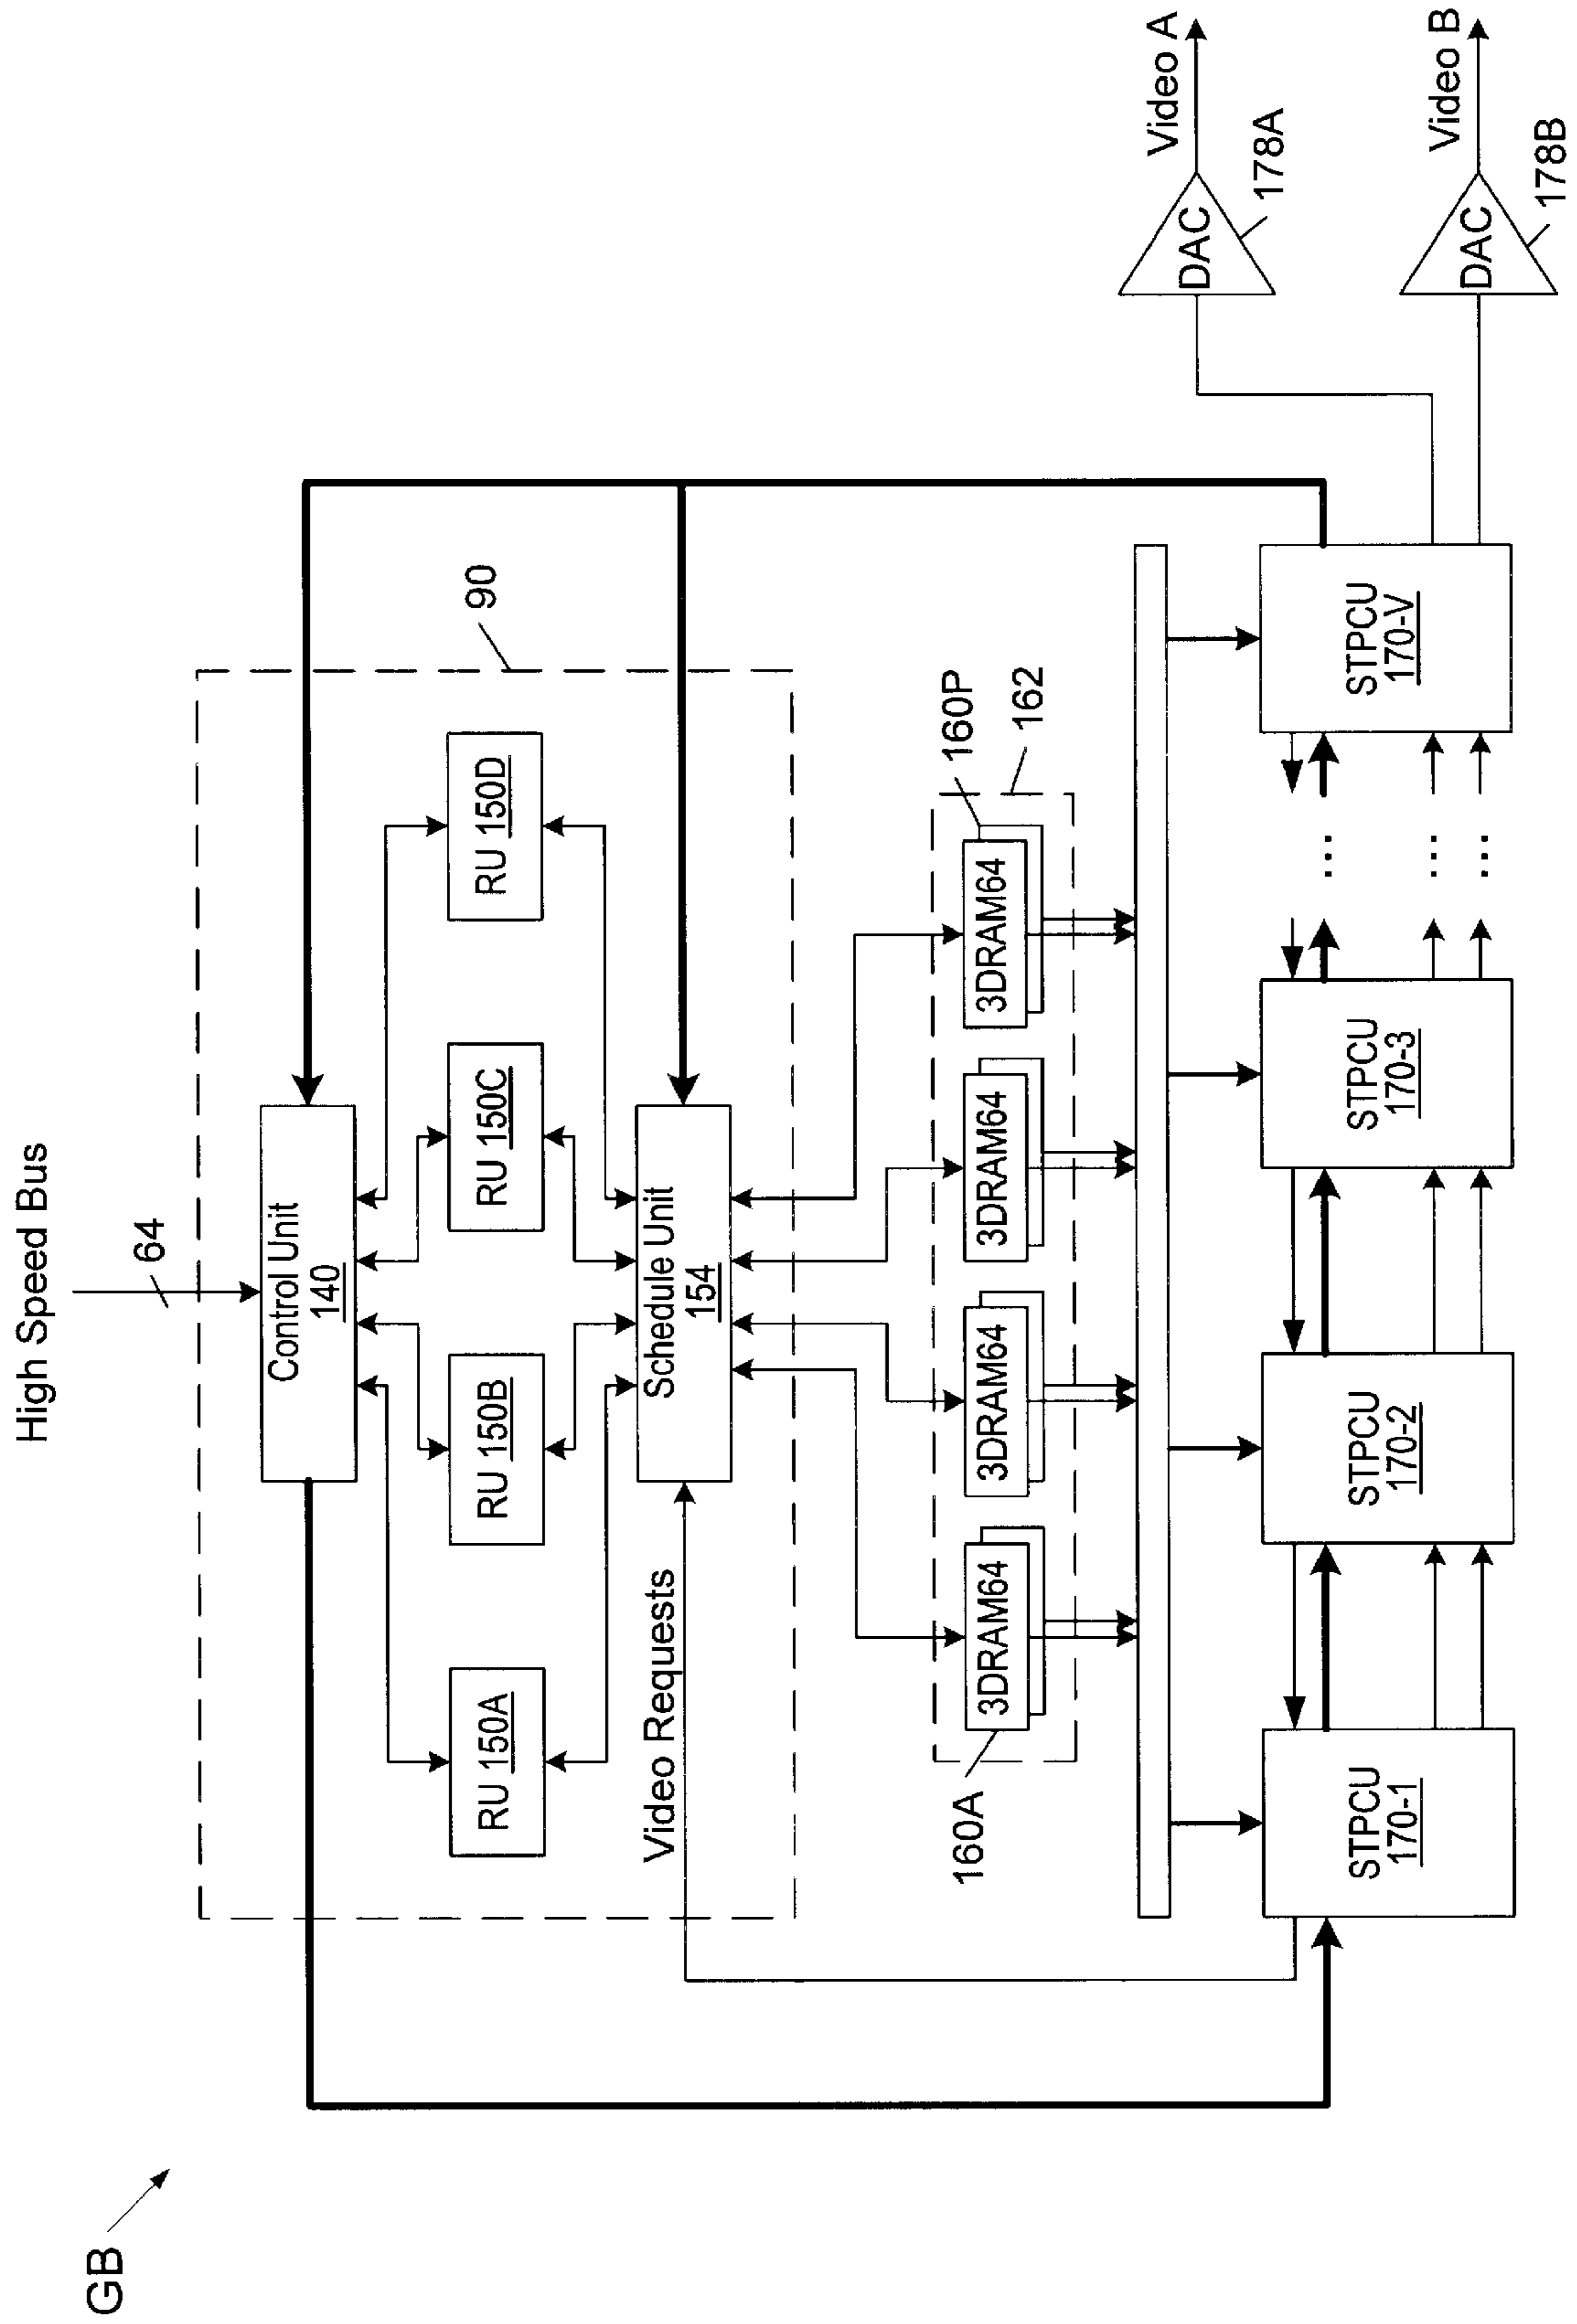 GB
High Speed Bus
64
90
Control Unit
140
RU 150A
RU 150B
RU 150C
RU 150D
Video Requests
Schedule Unit
154
160A
3DRAM64
3DRAM64
3DRAM64
3DRAM64
160P
162
STPCU
170-1
STPCU
170-2
STPCU
170-3
...
...
...
STPCU
170-V
DAC
178A
Video A
DAC
178B
Video B